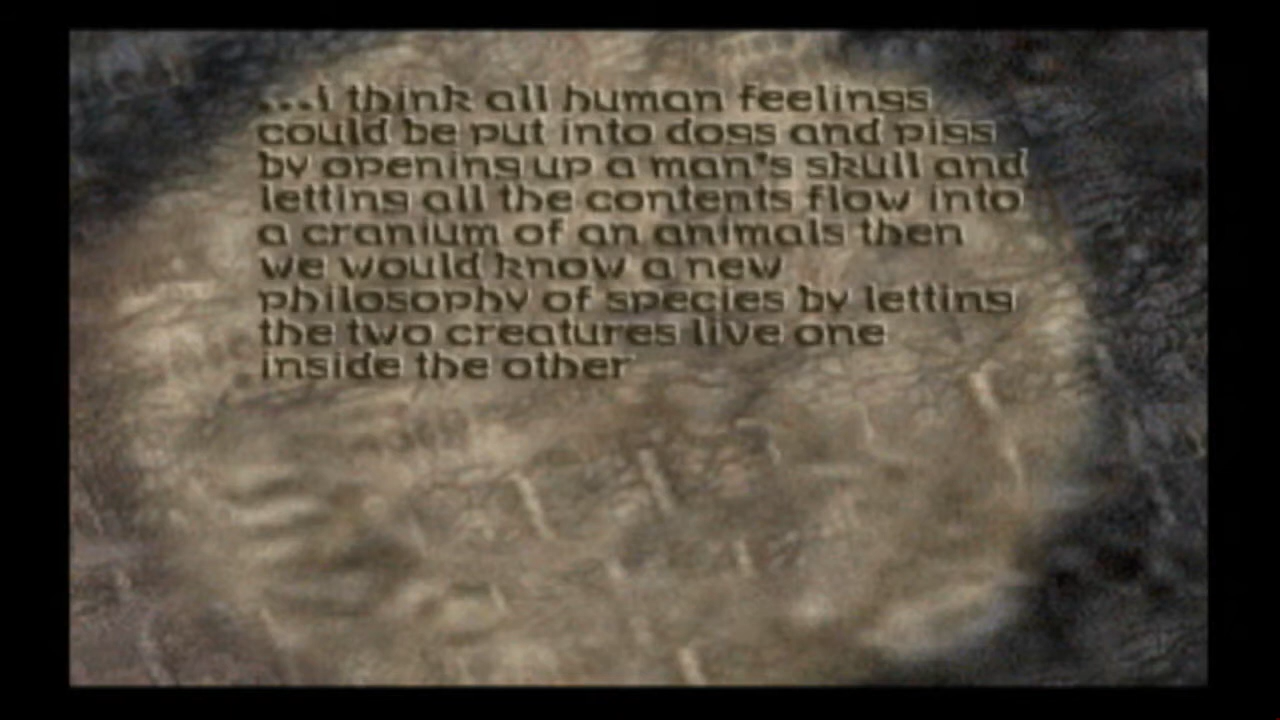 ...i think all human feelings
could be put into dogs and pigs
by opening up a man's skull and
letting all the contents flow into
a cranium of an animals then
we would know a new
philosophy of species by letting
the two creatures live one
inside the other